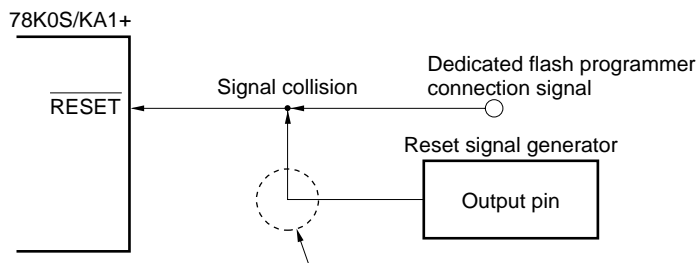 78K0S/KA1+
Dedicated flash programmer
connection signal
Signal collision
RESET
Reset signal generator
Output pin